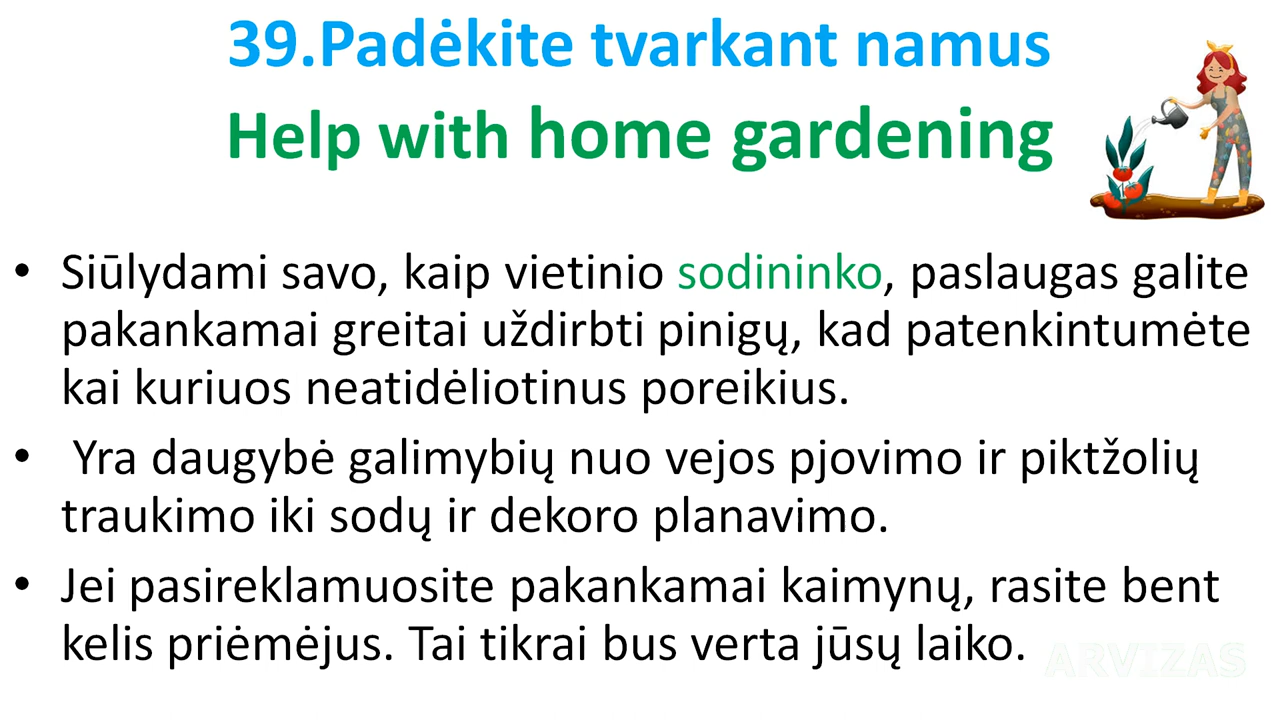 39.Padėkite tvarkant namus
Help with home gardening
• Siūlydami savo, kaip vietinio sodininko, paslaugas galite
pakankamai greitai uždirbti pinigų, kad patenkintumėte
kai kuriuos neatidėliotinus poreikius.
• Yra daugybė galimybių nuo vejos pjovimo ir piktžolių
traukimo iki sodų ir dekoro planavimo.
• Jei pasireklamuosite pakankamai kaimynų, rasite bent
kelis priėmėjus. Tai tikrai bus verta jūsų laiko.
ARVIZAS